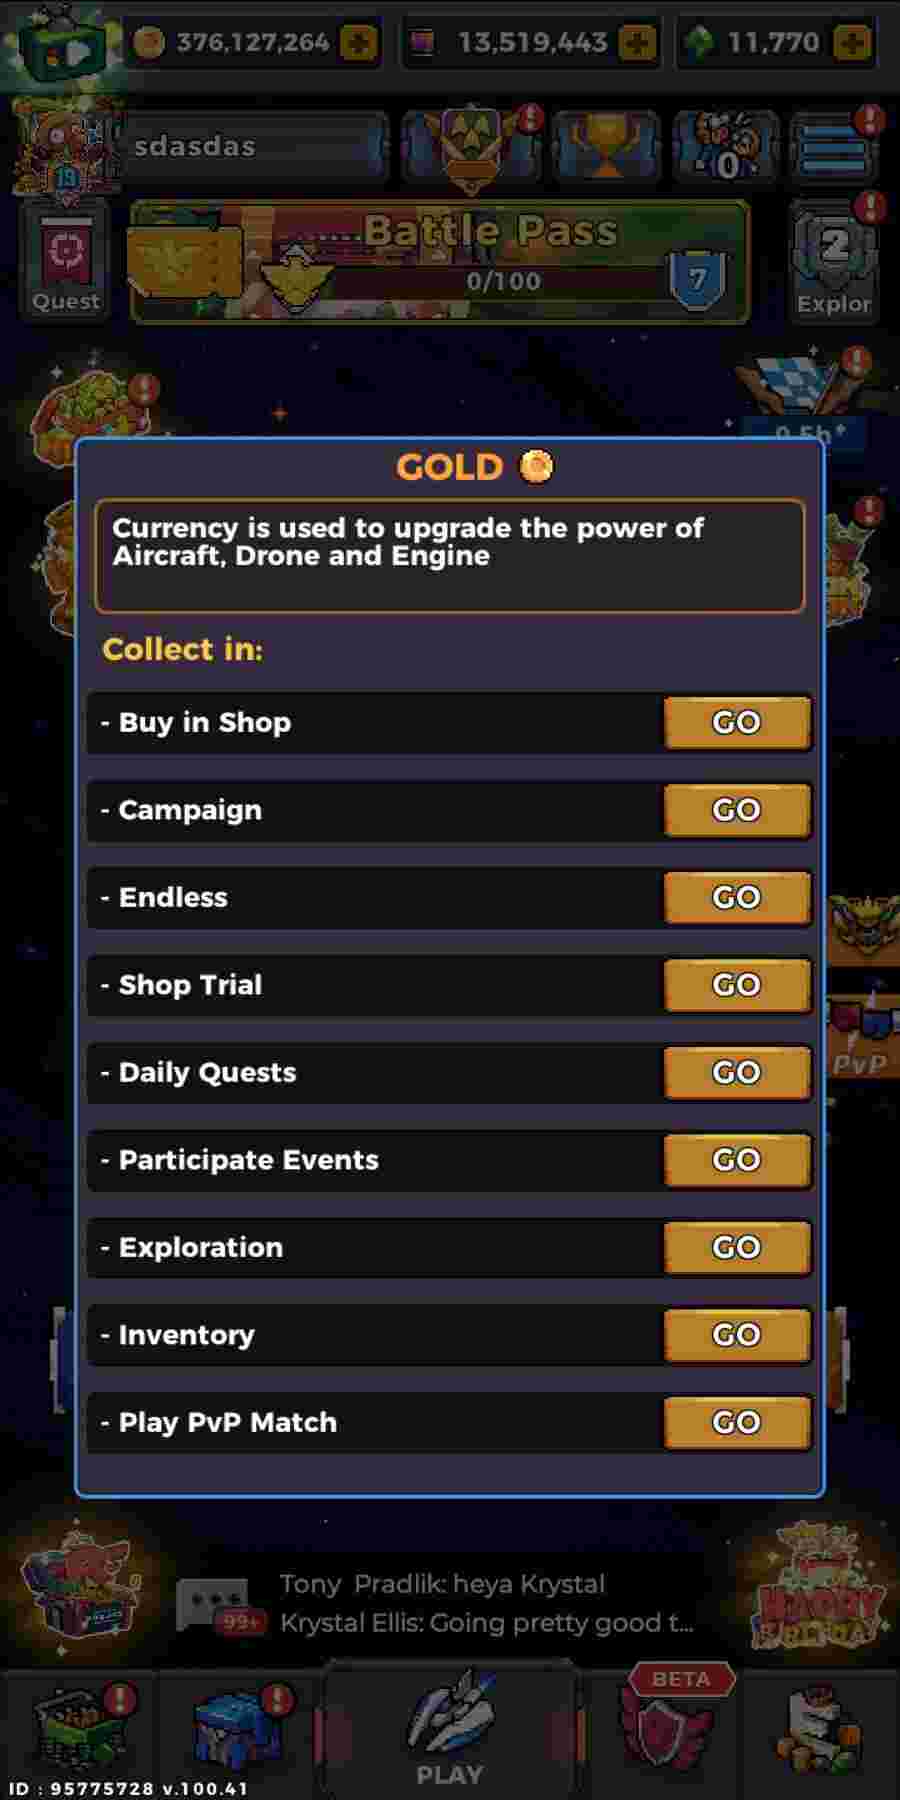 376,127,264
13,519,443
11,770
sdasdas
0
19
Battle Pass
0/100
7
2
Quest
Explor
GOLD
Currency is used to upgrade the power of
Aircraft, Drone and Engine
Collect in:
- Buy in Shop GO
- Campaign GO
- Endless GO
- Shop Trial GO
- Daily Quests GO
- Participate Events GO
- Exploration GO
- Inventory GO
- Play PvP Match GO
PvP
Tony Pradlik: heya Krystal
99+
Krystal Ellis: Going pretty good t...
BETA
PLAY
ID : 95775728 v.100.41